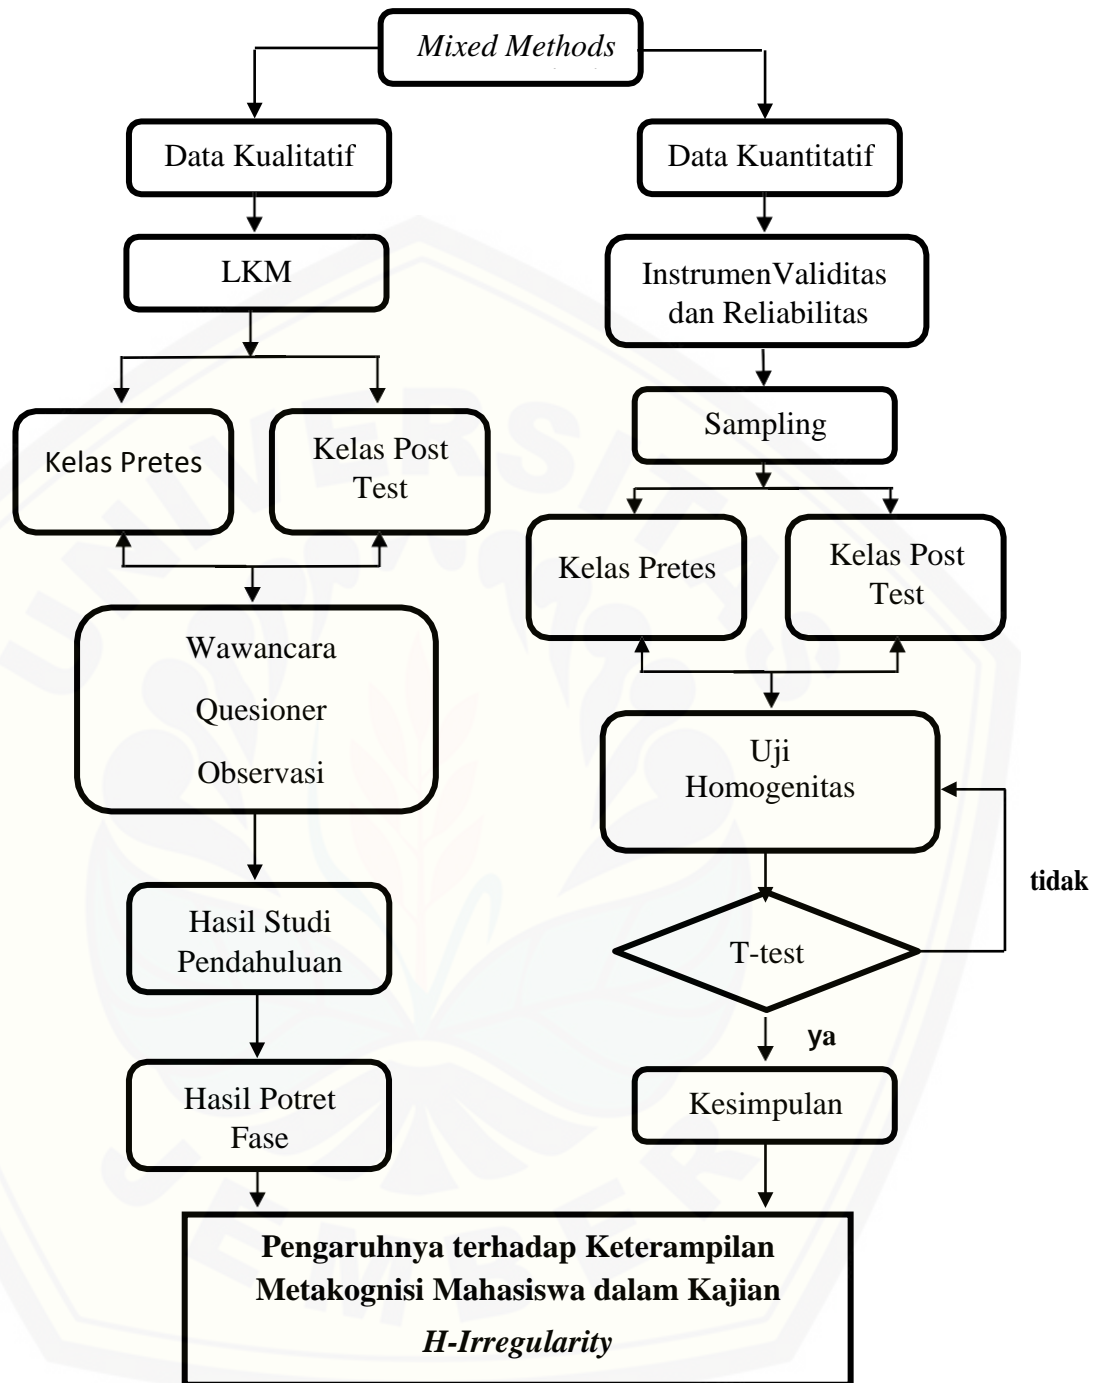 Mixed Methods
Data Kualitatif
Data Kuantitatif
LKM
InstrumenValiditas
dan Reliabilitas
Kelas Pretes
Kelas Post
Test
Sampling
Kelas Pretes
Kelas Post
Test
Wawancara
Quesioner
Observasi
Uji
Homogenitas
tidak
Hasil Studi
Pendahuluan
T-test
ya
Hasil Potret
Fase
Kesimpulan
Pengaruhnya terhadap Keterampilan
Metakognisi Mahasiswa dalam Kajian
H-Irregularity
UNIVERSITAS
JEMBER